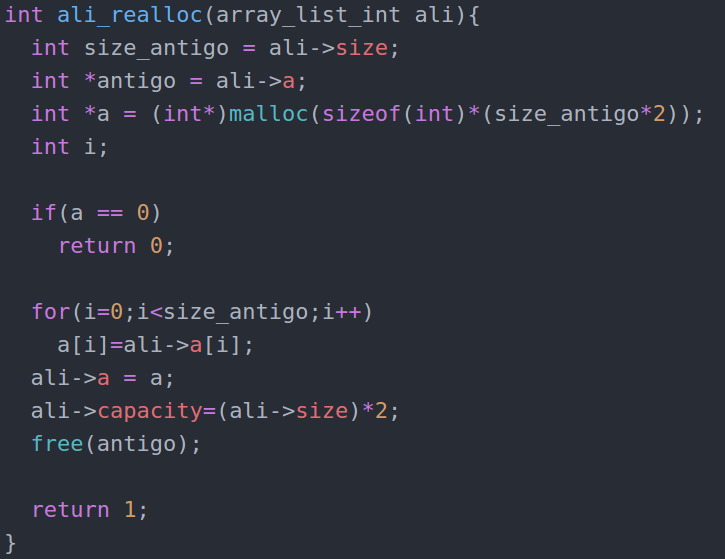 int ali_realloc(array_list_int ali){
  int size_antigo = ali->size;
  int *antigo = ali->a;
  int *a = (int*)malloc(sizeof(int)*(size_antigo*2));
  int i;

  if(a == 0)
    return 0;

  for(i=0;i<size_antigo;i++)
    a[i]=ali->a[i];
  ali->a = a;
  ali->capacity=(ali->size)*2;
  free(antigo);

  return 1;
}